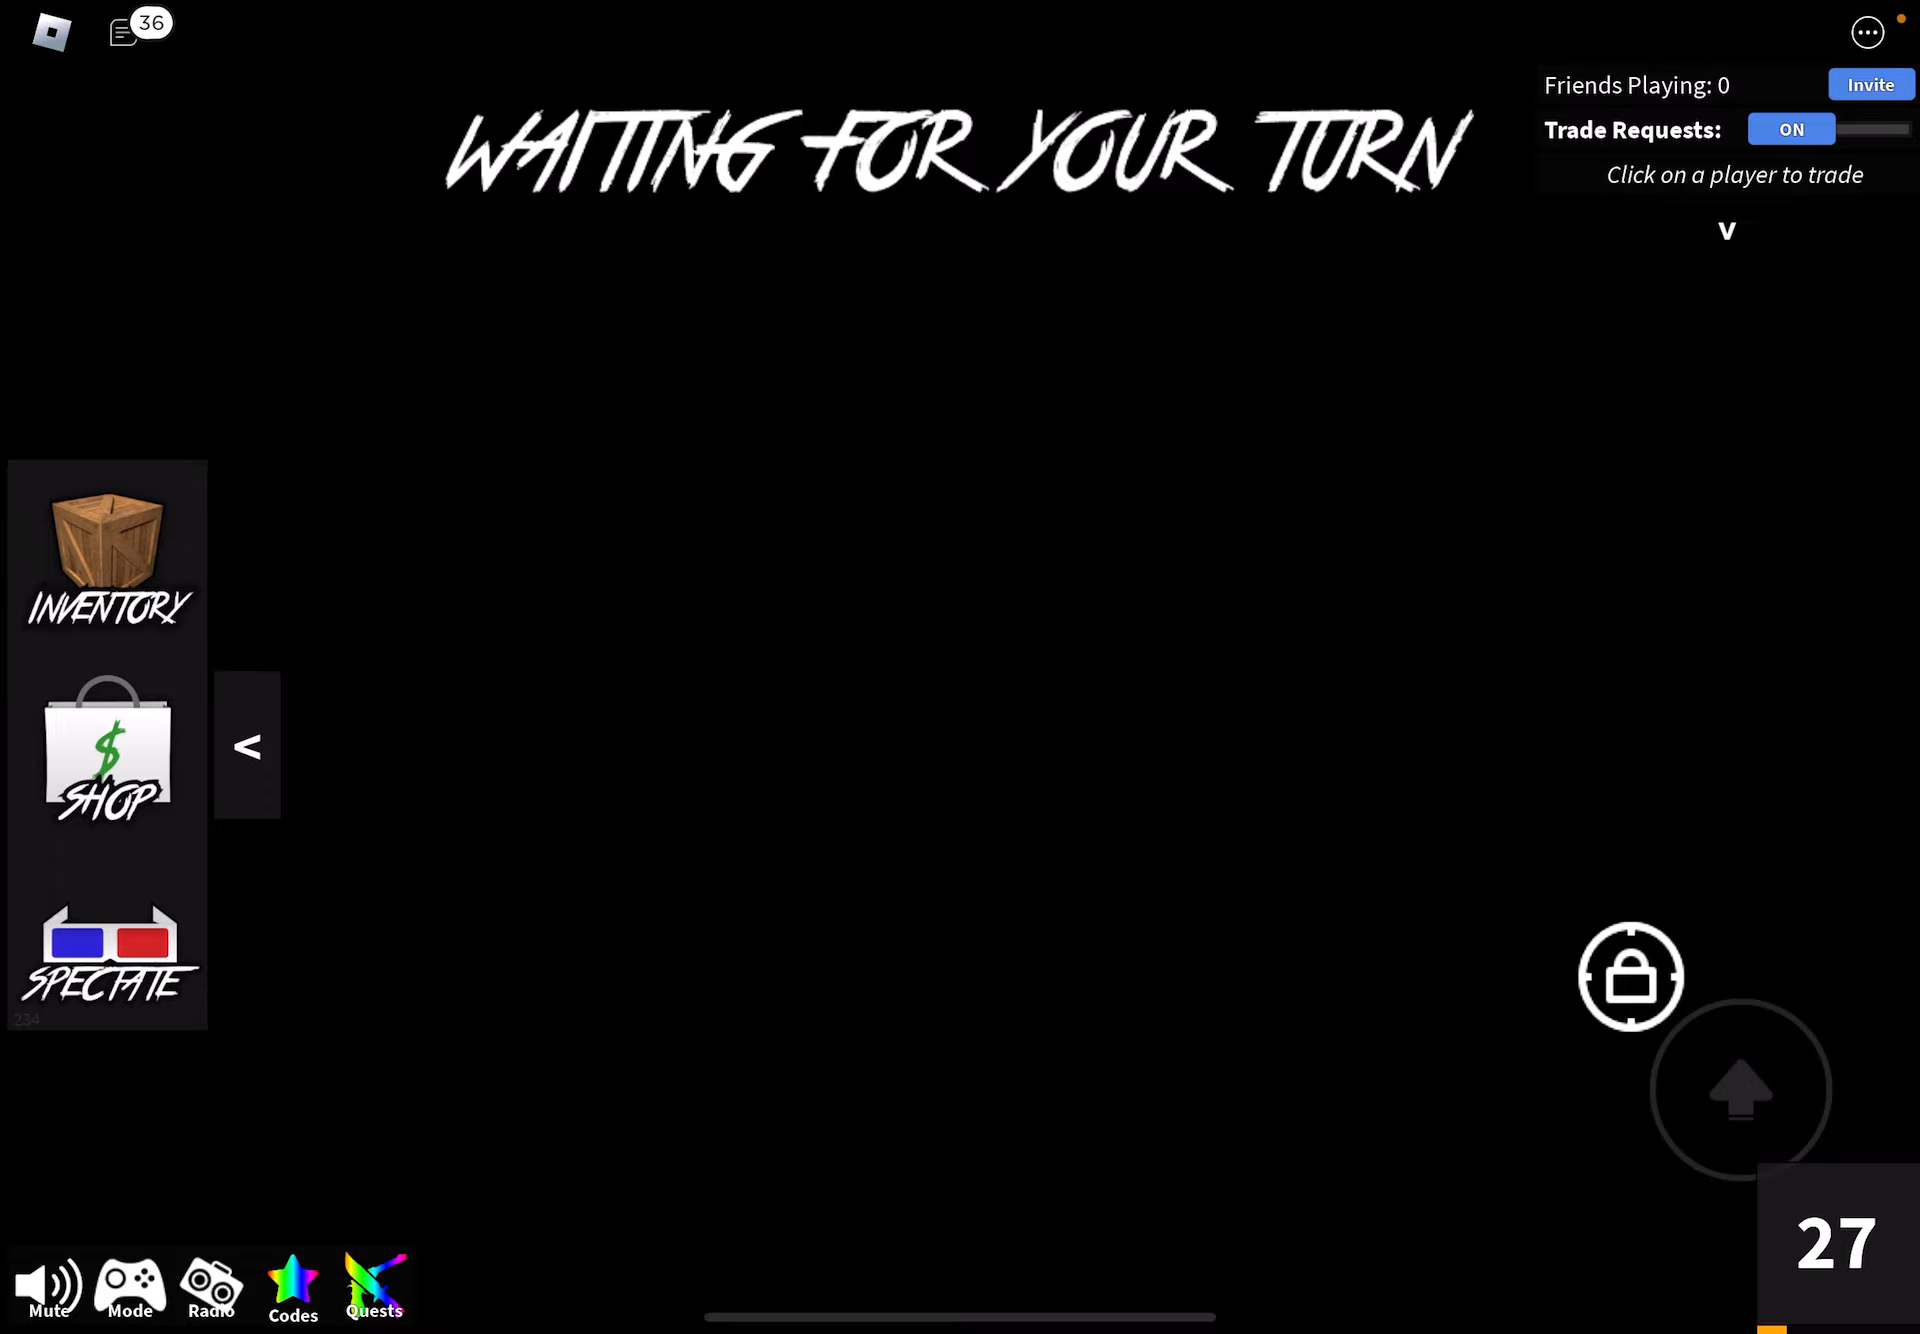 36
WAITING FOR YOUR TURN
Friends Playing: 0
Invite
Trade Requests:
ON
Click on a player to trade
v
INVENTORY
$
SHOP
<
SPECTATE
234
27
Mute
Mode
Radio
Codes
Quests